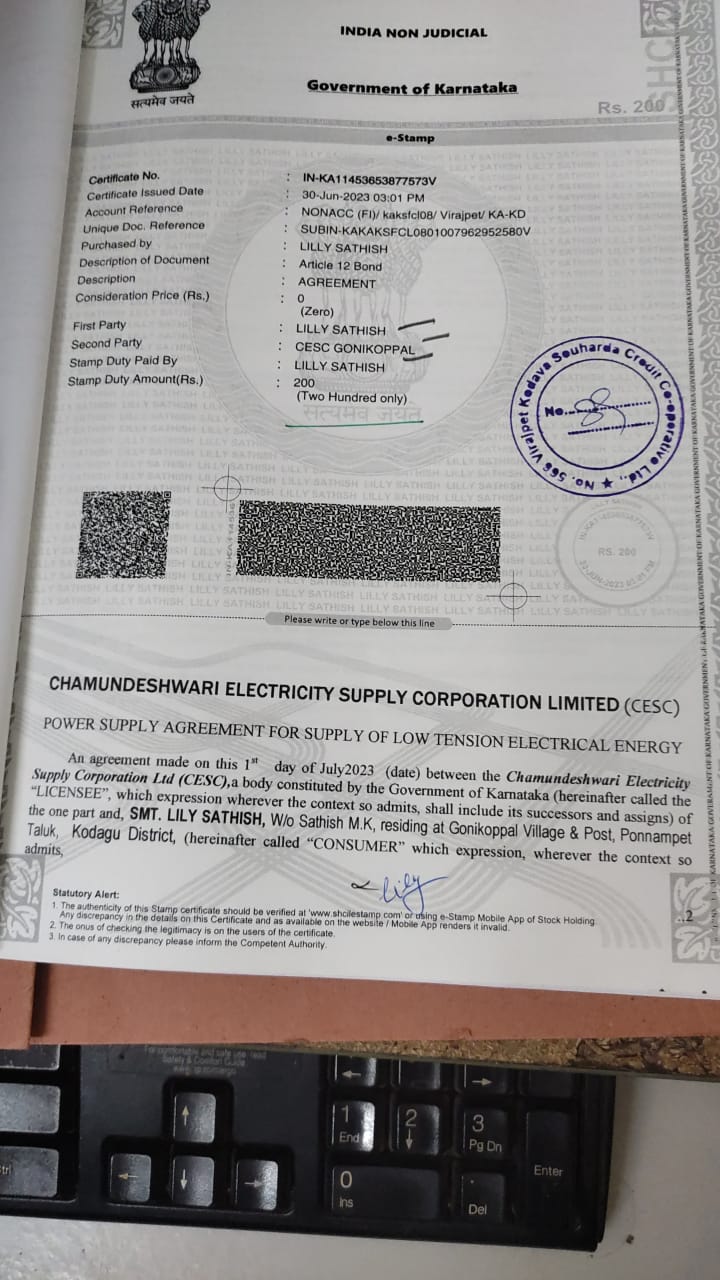 INDIA NON JUDICIAL
Government of Karnataka
सत्यमेव जयते
Rs. 200
e-Stamp
Certificate No. : IN-KA11453653877573V
Certificate Issued Date : 30-Jun-2023 03:01 PM
Account Reference : NONACC (FI)/ kaksfcl08/ Virajpet/ KA-KD
Unique Doc. Reference : SUBIN-KAKAKSFCL0801007962952580V
Purchased by : LILLY SATHISH
Description of Document : Article 12 Bond
Description : AGREEMENT
Consideration Price (Rs.) : 0
(Zero)
First Party : LILLY SATHISH
Second Party : CESC GONIKOPPAL
Stamp Duty Paid By : LILLY SATHISH
Stamp Duty Amount(Rs.) : 200
(Two Hundred only)
सत्यमेव जयते
No. 566 Virajpet Kodava Souharda Credit Co-operative Ltd.,
No.
RS. 200
Please write or type below this line
CHAMUNDESHWARI ELECTRICITY SUPPLY CORPORATION LIMITED (CESC)
POWER SUPPLY AGREEMENT FOR SUPPLY OF LOW TENSION ELECTRICAL ENERGY
An agreement made on this 1st day of July2023 (date) between the Chamundeshwari Electricity
Supply Corporation Ltd (CESC),a body constituted by the Government of Karnataka (hereinafter called the
"LICENSEE", which expression wherever the context so admits, shall include its successors and assigns) of
the one part and, SMT. LILY SATHISH, W/o Sathish M.K, residing at Gonikoppal Village & Post, Ponnampet
Taluk, Kodagu District, (hereinafter called "CONSUMER" which expression, wherever the context so
admits,
Lily
..2
Statutory Alert:
1. The authenticity of this Stamp certificate should be verified at 'www.shcilestamp.com' or using e-Stamp Mobile App of Stock Holding.
Any discrepancy in the details on this Certificate and as available on the website / Mobile App renders it invalid.
2. The onus of checking the legitimacy is on the users of the certificate.
3. In case of any discrepancy please inform the Competent Authority.
1
End
2
3
Pg Dn
Enter
0
Ins
.
Del